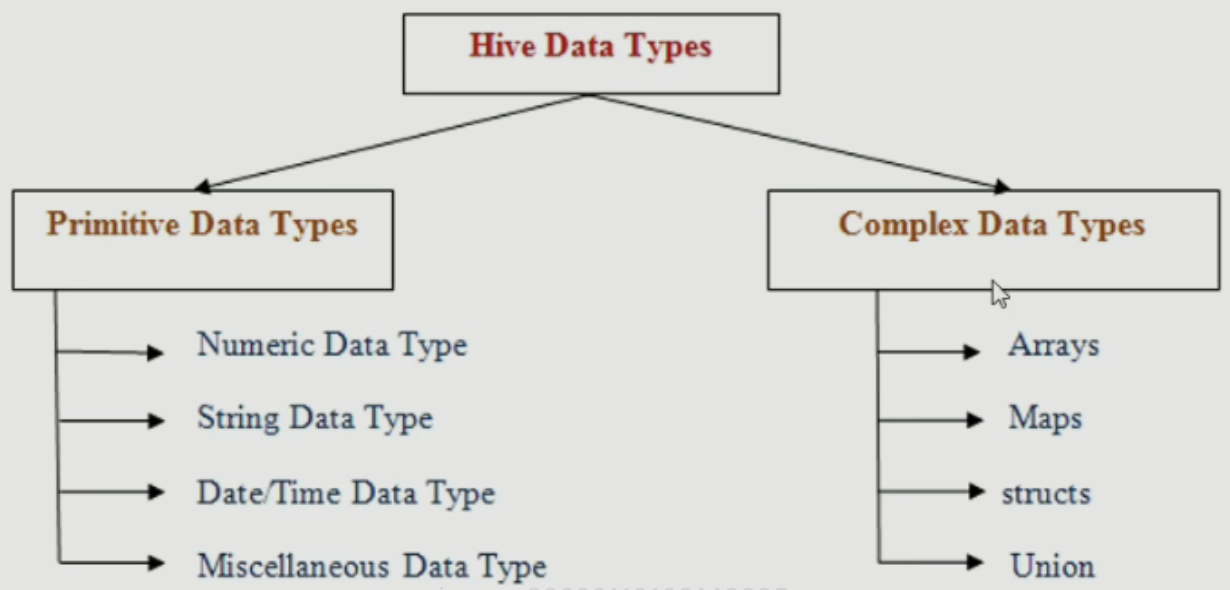 Hive Data Types
Primitive Data Types
Complex Data Types
Numeric Data Type
String Data Type
Date/Time Data Type
Miscellaneous Data Type
Arrays
Maps
structs
Union